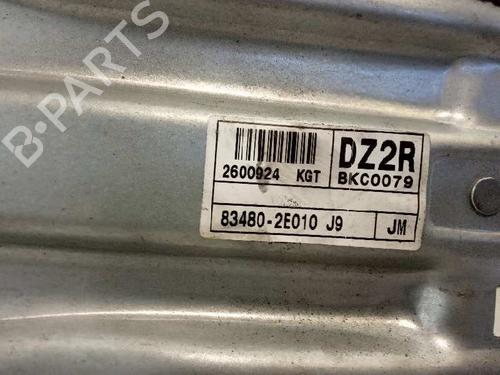 B-PARTS
2600924 KGT
DZ2R
BKC0079
83480-2E010 J9
JM